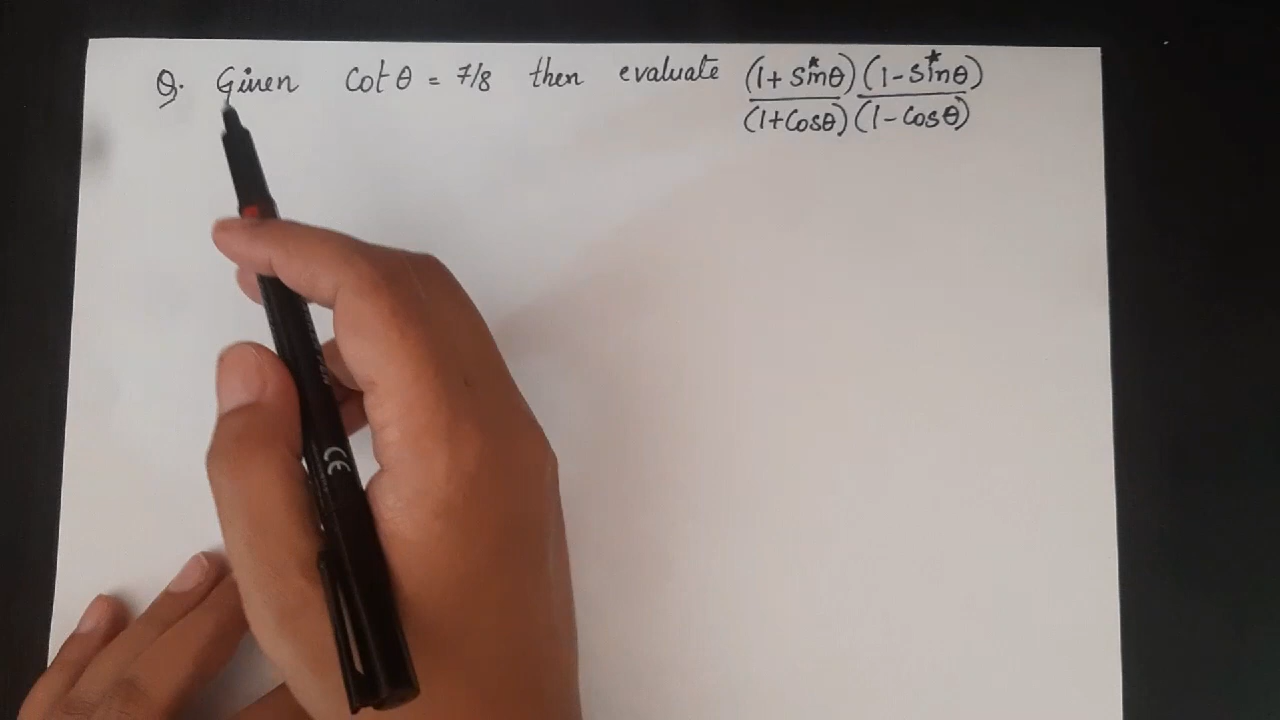 Q. Given Cot θ = 7/8 then evaluate (1+Sinθ)(1-Sinθ)
(1+Cosθ)(1-Cosθ)
CE